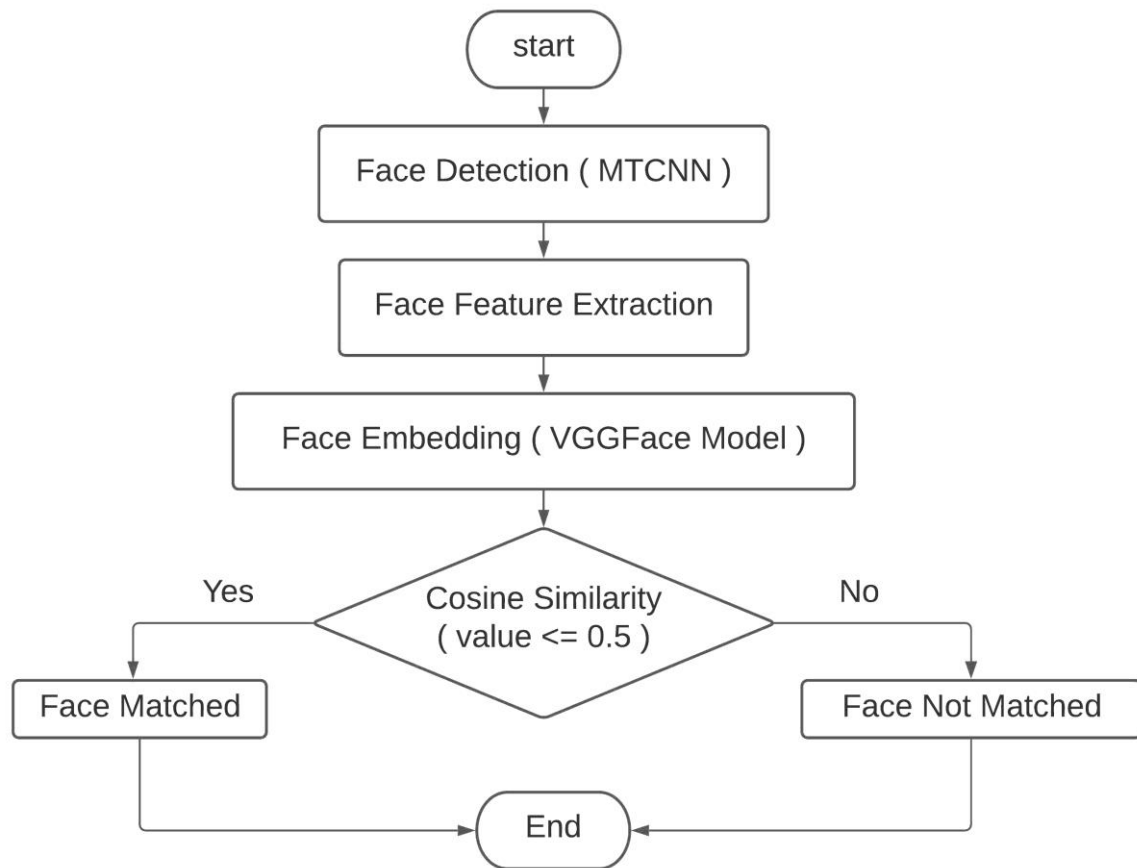 start
Face Detection ( MTCNN )
Face Feature Extraction
Face Embedding ( VGGFace Model )
Yes
Cosine Similarity
( value <= 0.5 )
No
Face Matched
Face Not Matched
End